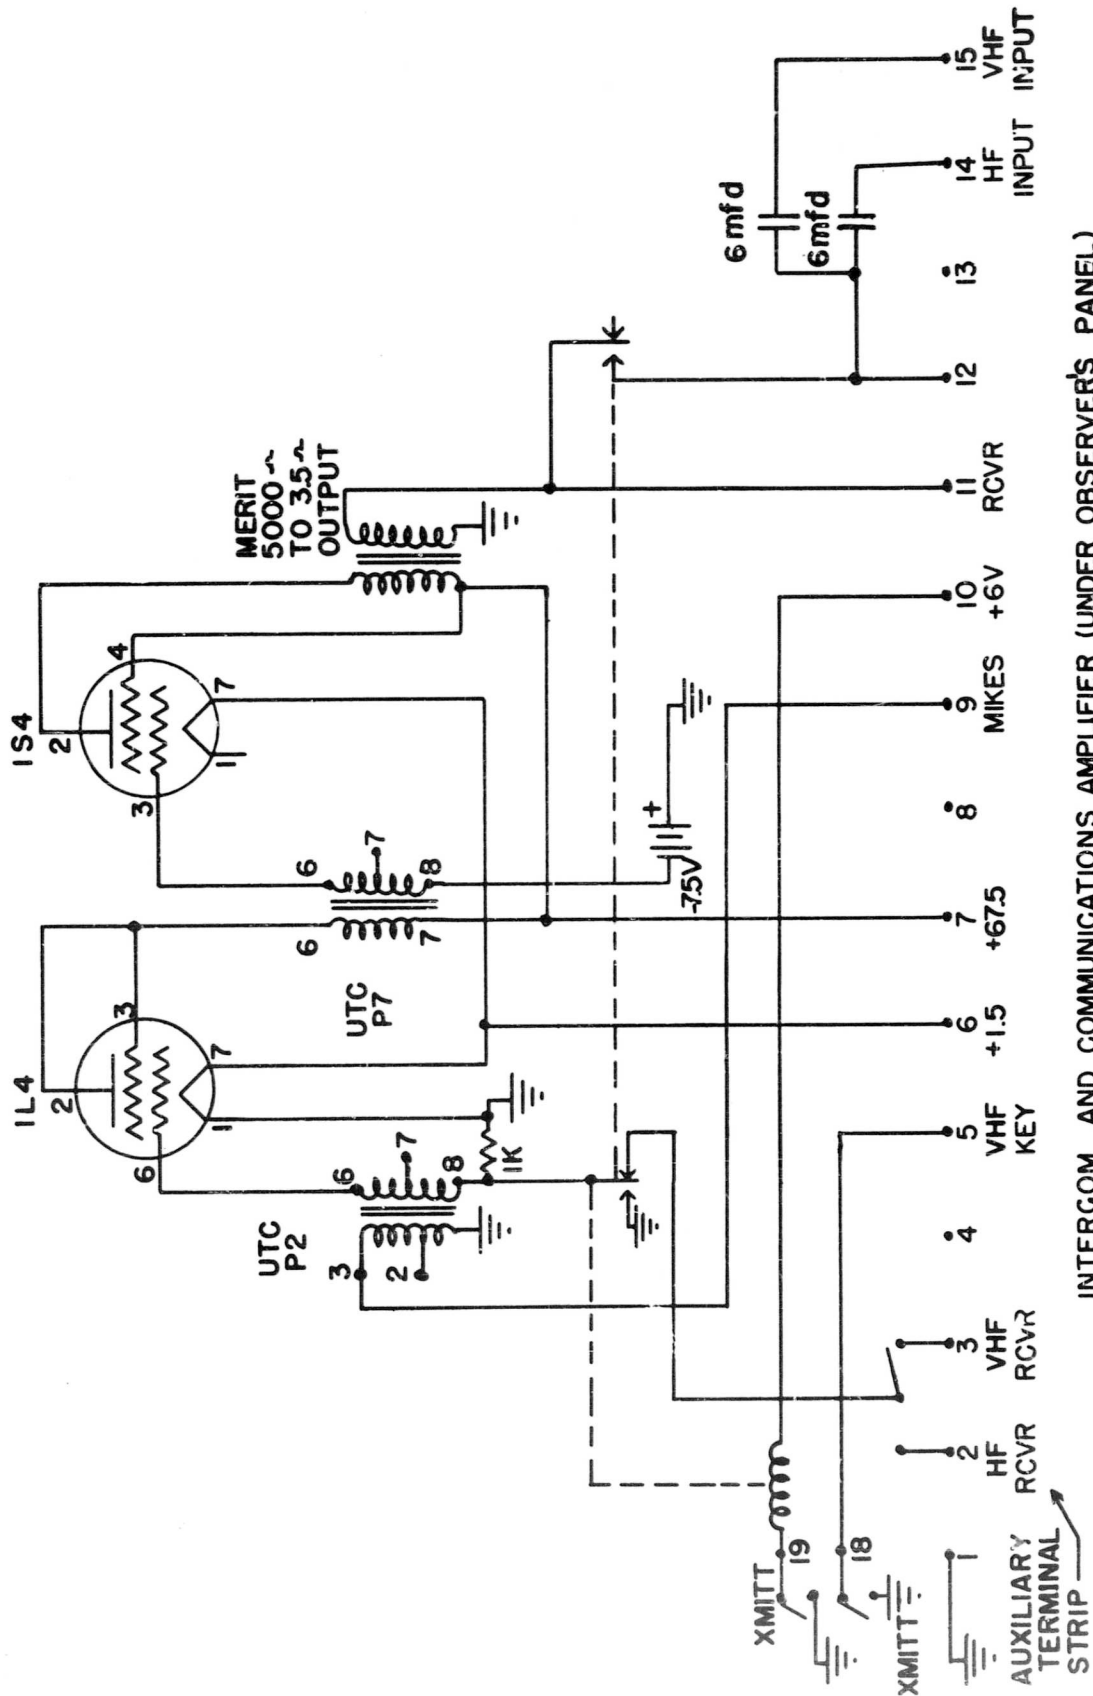 1L4
2
3
6
7
1
1S4
2
4
3
7
1
MERIT
5000 ~
TO 3.5 Ω
OUTPUT
UTC
P2
3
2
6
7
8
1K
UTC
P7
6
7
6
7
8
-7.5V
+
6mfd
6mfd
XMITT
19
18
XMITT
1
2
HF
RCVR
3
VHF
RCVR
4
5
VHF
KEY
6
+1.5
7
+67.5
8
9
MIKES
10
+6V
11
RCVR
12
13
14
HF
INPUT
15
VHF
INPUT
AUXILIARY
TERMINAL
STRIP
INTERCOM AND COMMUNICATIONS AMPLIFIER (UNDER OBSERVER'S PANEL)